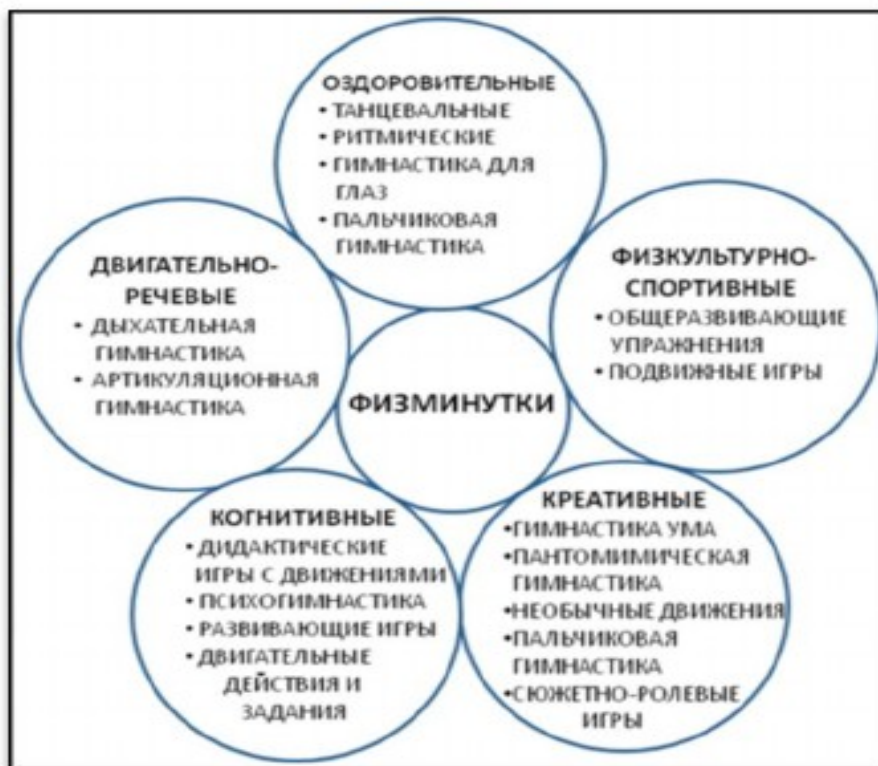 ОЗДОРОВИТЕЛЬНЫЕ
• ТАНЦЕВАЛЬНЫЕ
• РИТМИЧЕСКИЕ
• ГИМНАСТИКА ДЛЯ
ГЛАЗ
• ПАЛЬЧИКОВАЯ
ГИМНАСТИКА
ДВИГАТЕЛЬНО-
РЕЧЕВЫЕ
• ДЫХАТЕЛЬНАЯ
ГИМНАСТИКА
• АРТИКУЛЯЦИОННАЯ
ГИМНАСТИКА
ФИЗКУЛЬТУРНО-
СПОРТИВНЫЕ
• ОБЩЕРАЗВИВАЮЩИЕ
УПРАЖНЕНИЯ
• ПОДВИЖНЫЕ ИГРЫ
ФИЗМИНУТКИ
КОГНИТИВНЫЕ
• ДИДАКТИЧЕСКИЕ
ИГРЫ С ДВИЖЕНИЯМИ
• ПСИХОГИМНАСТИКА
• РАЗВИВАЮЩИЕ ИГРЫ
• ДВИГАТЕЛЬНЫЕ
ДЕЙСТВИЯ И
ЗАДАНИЯ
КРЕАТИВНЫЕ
• ГИМНАСТИКА УМА
• ПАНТОМИМИЧЕСКАЯ
ГИМНАСТИКА
• НЕОБЫЧНЫЕ ДВИЖЕНИЯ
• ПАЛЬЧИКОВАЯ
ГИМНАСТИКА
• СЮЖЕТНО-РОЛЕВЫЕ
ИГРЫ